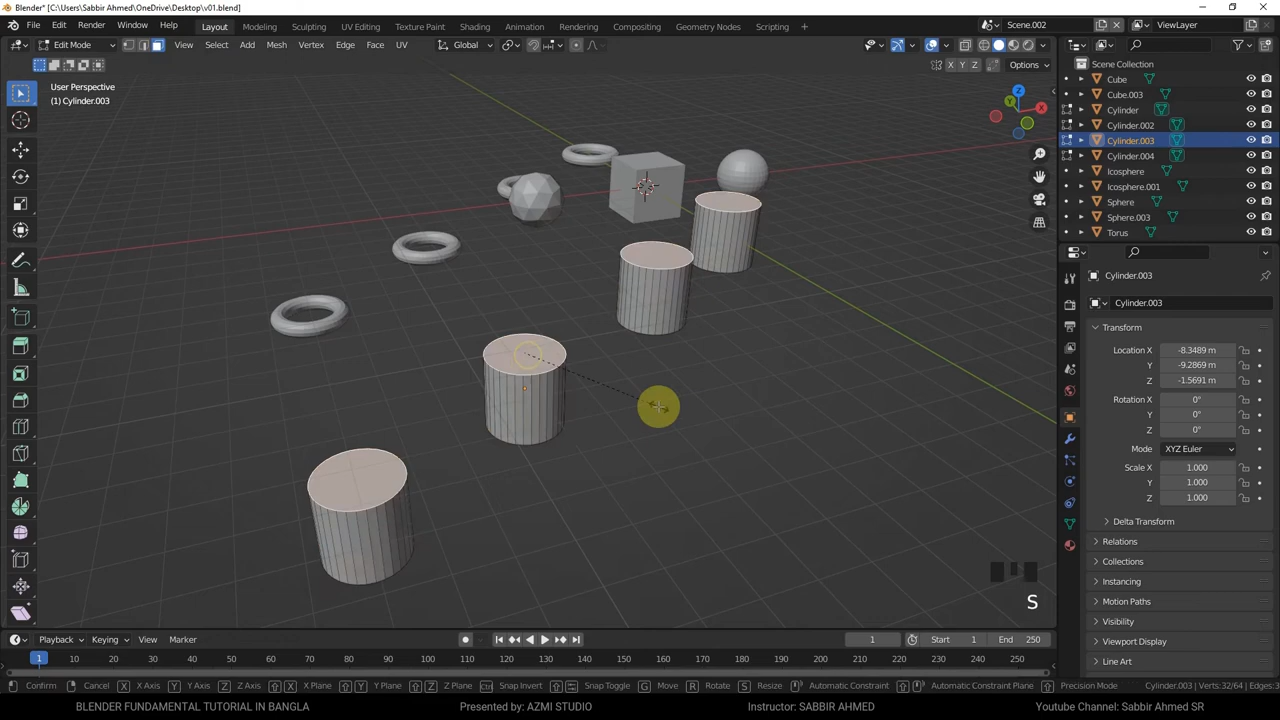 Blender* [C:\Users\Sabbir Ahmed\OneDrive\Desktop\v01.blend]
File Edit Render Window Help Layout Modeling Sculpting UV Editing Texture Paint Shading Animation Rendering Compositing Geometry Nodes Scripting + Scene.002 ViewLayer
Edit Mode View Select Add Mesh Vertex Edge Face UV Global
X Y Z Options
User Perspective
(1) Cylinder.003
Z
Y X
Scene Collection
Cube
Cube.003
Cylinder
Cylinder.002
Cylinder.003
Cylinder.004
Icosphere
Icosphere.001
Sphere
Sphere.003
Torus
Cylinder.003
Cylinder.003
Transform
Location X -8.3489 m
Y -9.2869 m
Z -1.5691 m
Rotation X 0°
Y 0°
Z 0°
Mode XYZ Euler
Scale X 1.000
Y 1.000
Z 1.000
Delta Transform
Relations
Collections
Instancing
Motion Paths
Visibility
Viewport Display
Line Art
S
Playback Keying View Marker 1 Start 1 End 250
1 10 20 30 40 50 60 70 80 90 100 110 120 130 140 150 160 170 180 190 200 210 220 230 240 250
Confirm Cancel X X Axis Y Y Axis Z Z Axis X X Plane Y Y Plane Z Z Plane Ctrl Snap Invert Snap Toggle G Move R Rotate S Resize Automatic Constraint Automatic Constraint Plane Precision Mode Cylinder.003 | Verts:32/64 | Edges:3
BLENDER FUNDAMENTAL TUTORIAL IN BANGLA Presented by: AZMI STUDIO Instructor: SABBIR AHMED Youtube Channel: Sabbir Ahmed SR